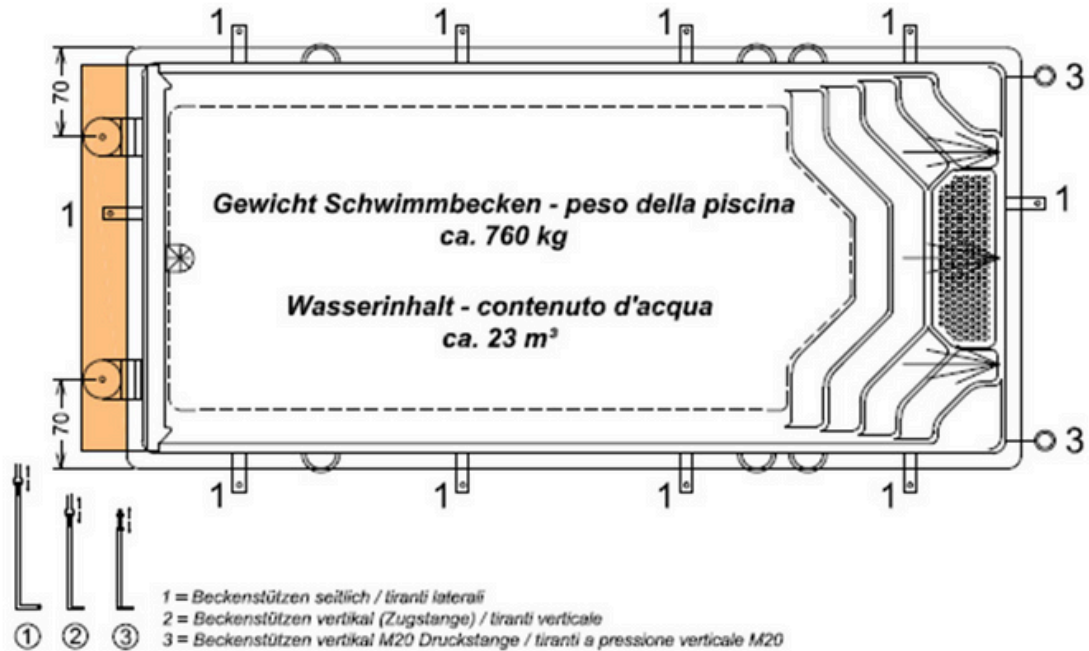 1 1 1 1
70
3
1
Gewicht Schwimmbecken - peso della piscina
ca. 760 kg
1
Wasserinhalt - contenuto d'acqua
ca. 23 m³
70
3
1 1 1 1
1 = Beckenstützen seitlich / tiranti laterali
2 = Beckenstützen vertikal (Zugstange) / tiranti verticale
3 = Beckenstützen vertikal M20 Druckstange / tiranti a pressione verticale M20
1 2 3